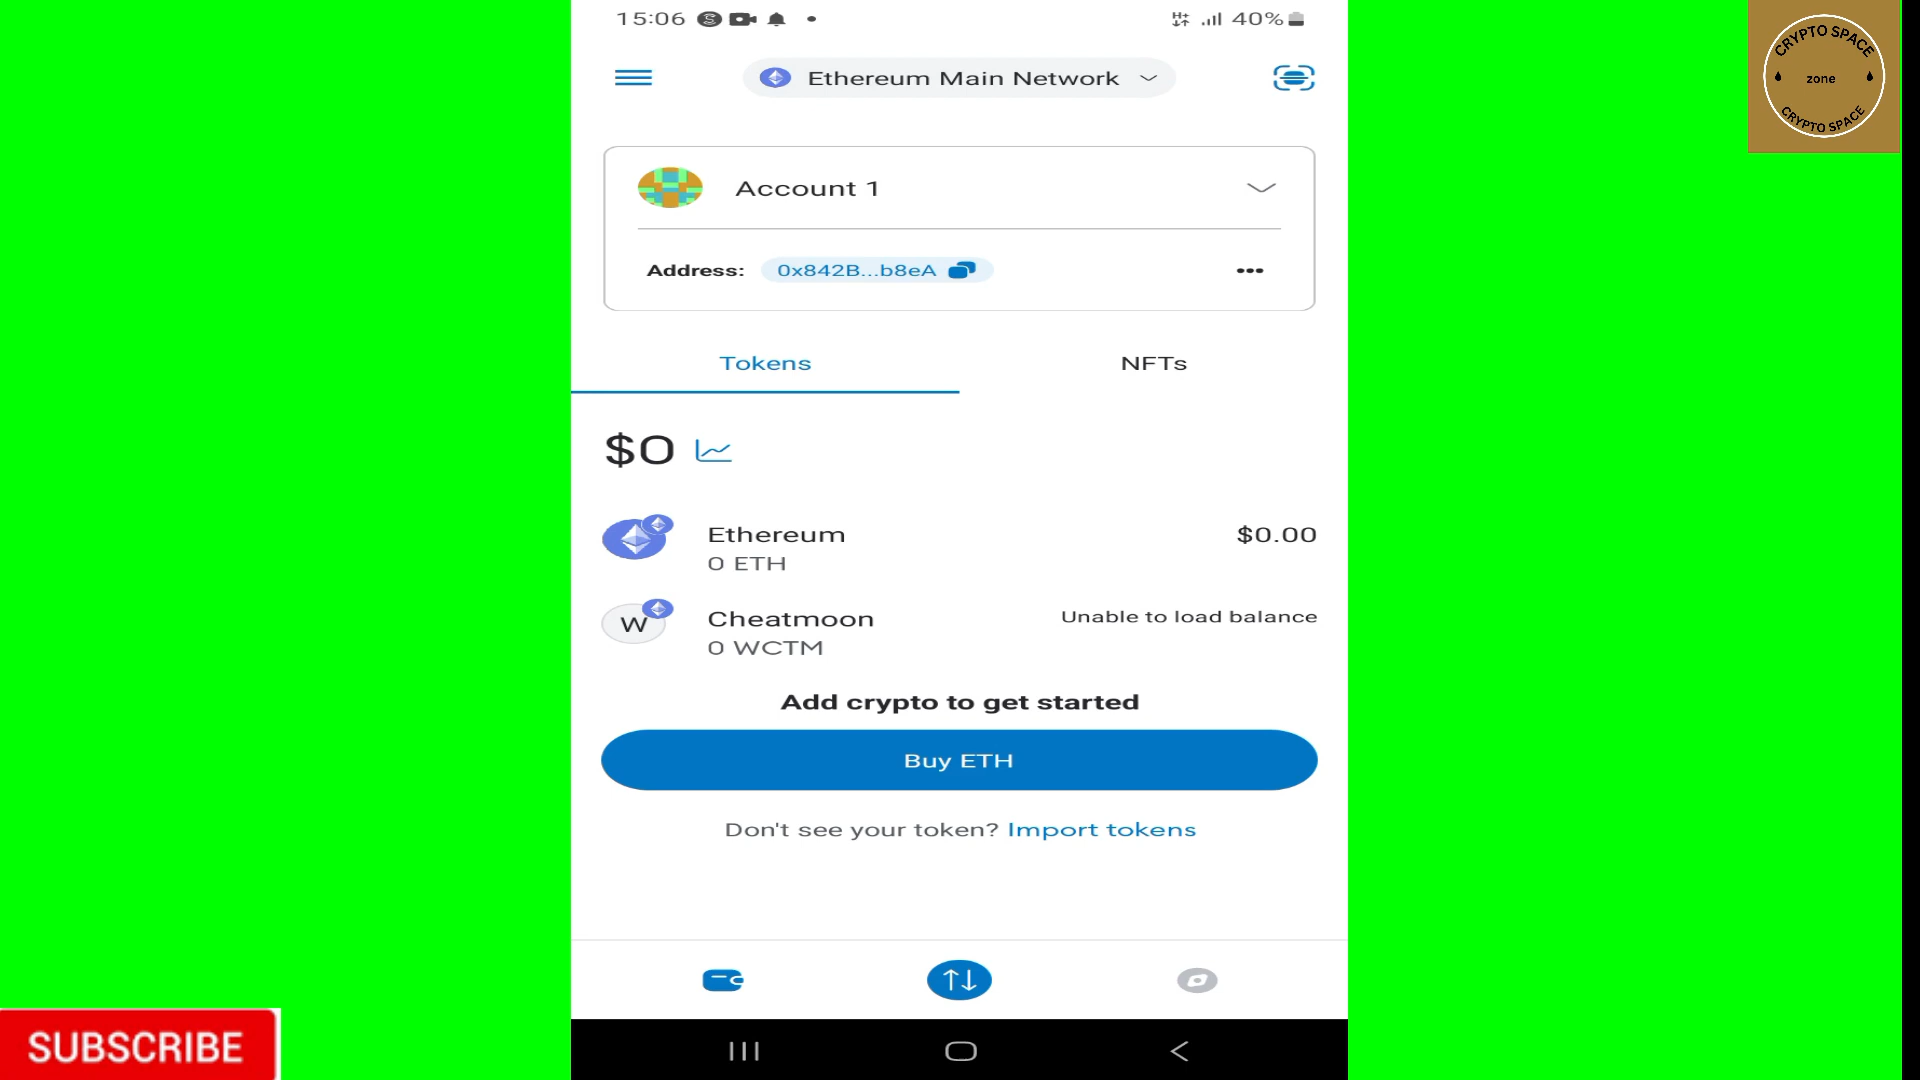 15:06
40%
CRYPTO SPACE
zone
CRYPTO SPACE
Ethereum Main Network
Account 1
Address: 0x842B...b8eA
Tokens
NFTs
$0
Ethereum
$0.00
0 ETH
W
Cheatmoon
Unable to load balance
0 WCTM
Add crypto to get started
Buy ETH
Don't see your token? Import tokens
SUBSCRIBE